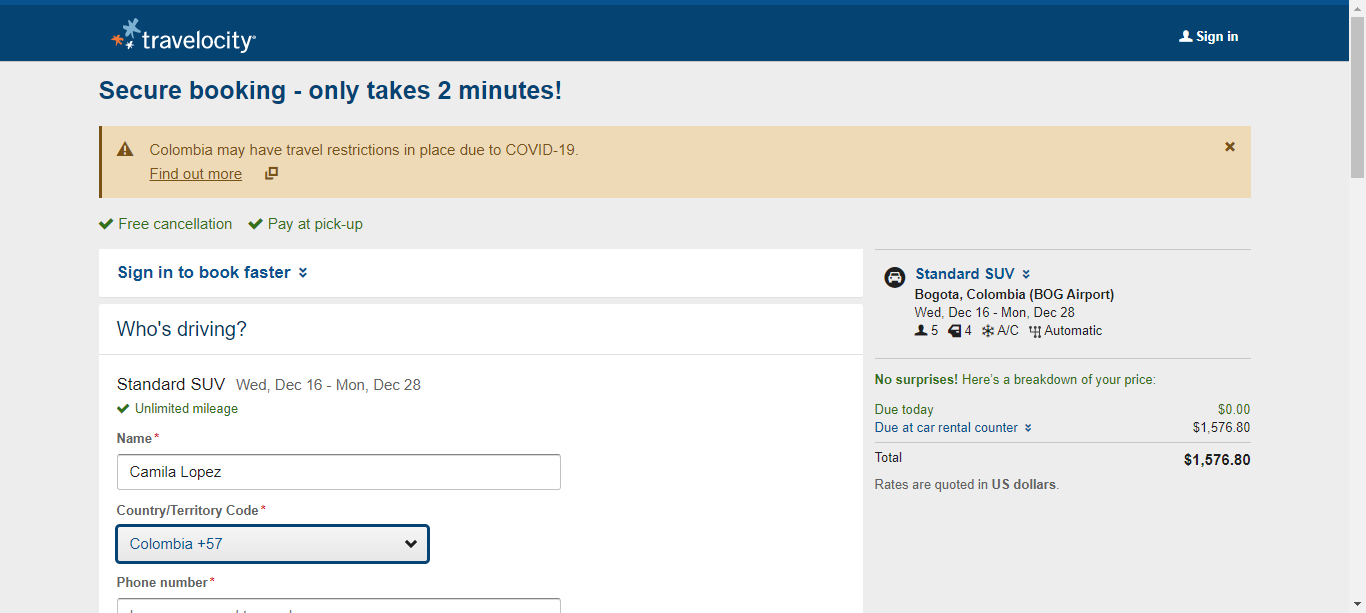 travelocity
Sign in
Secure booking - only takes 2 minutes!
Colombia may have travel restrictions in place due to COVID-19.
Find out more
Free cancellation Pay at pick-up
Sign in to book faster
Who's driving?
Standard SUV Wed, Dec 16 - Mon, Dec 28
Unlimited mileage
Name*
Camila Lopez
Country/Territory Code*
Colombia +57
Phone number*
Standard SUV
Bogota, Colombia (BOG Airport)
Wed, Dec 16 - Mon, Dec 28
5 4 A/C Automatic
No surprises! Here's a breakdown of your price:
Due today $0.00
Due at car rental counter $1,576.80
Total $1,576.80
Rates are quoted in US dollars.